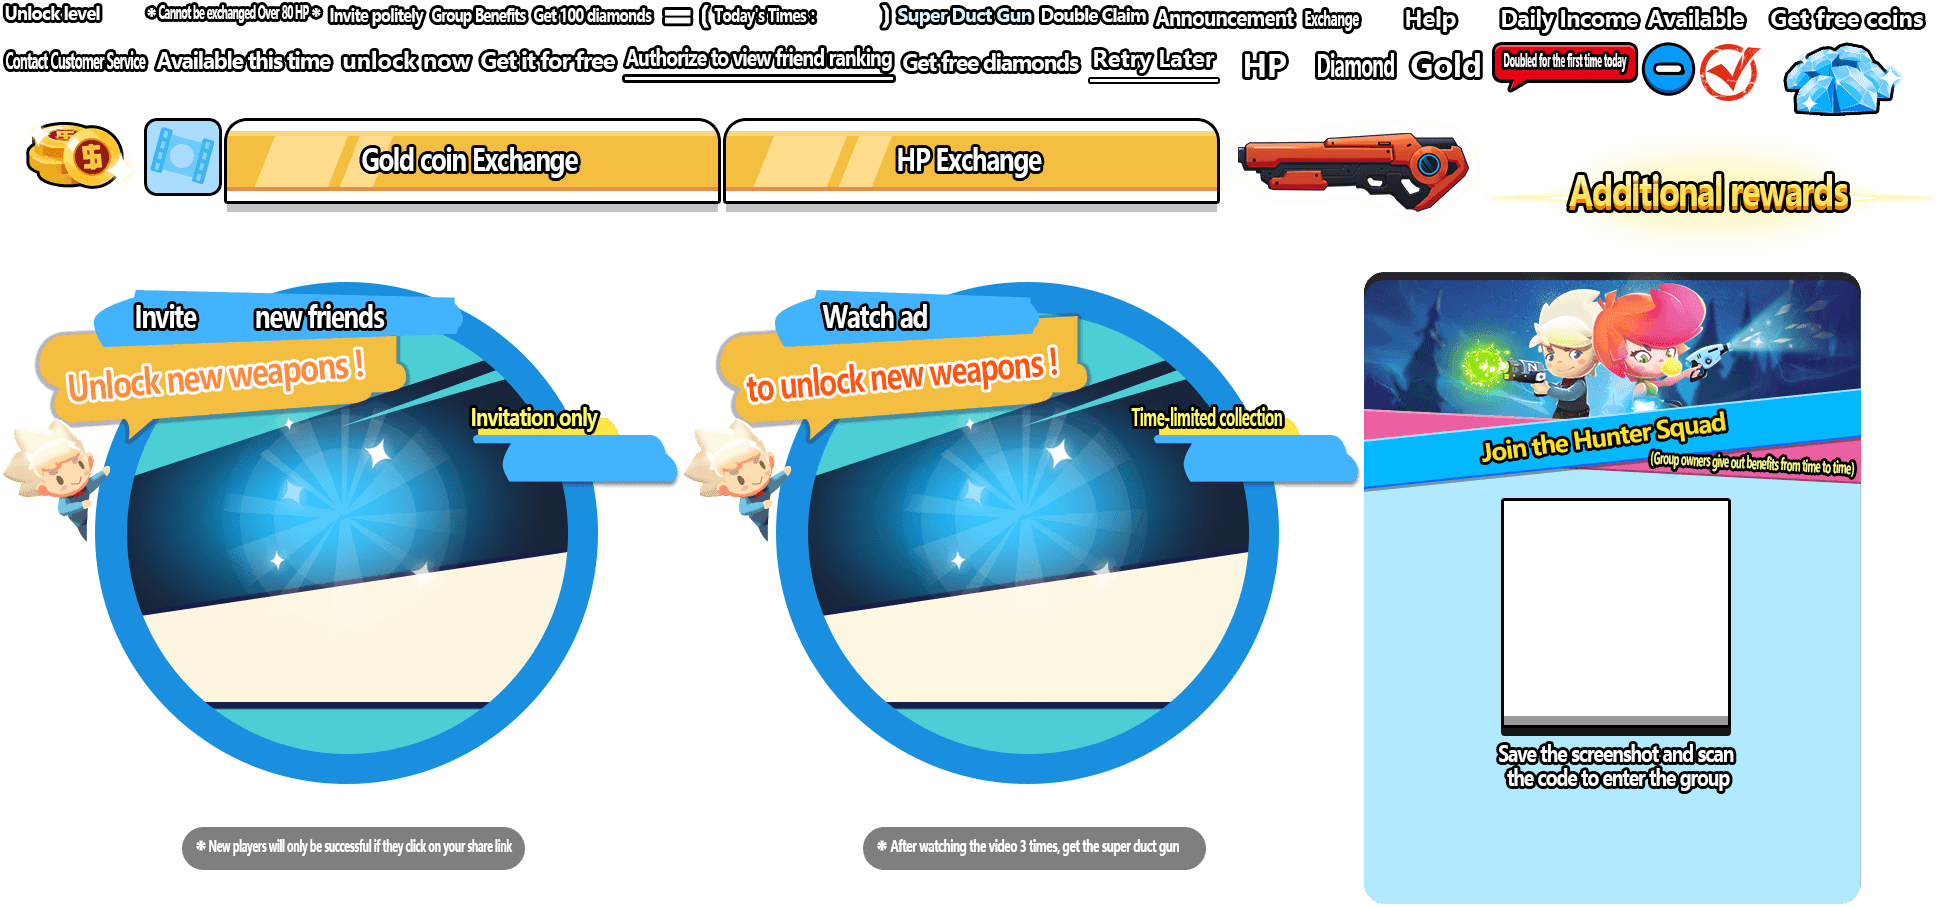 Unlock level
* Cannot be exchanged Over 80 HP *
Invite politely
Group Benefits
Get 100 diamonds
=
( Today's Times :          )
Super Duct Gun
Double Claim
Announcement
Exchange
Help
Daily Income
Available
Get free coins
Contact Customer Service
Available this time
unlock now
Get it for free
Authorize to view friend ranking
Get free diamonds
Retry Later
HP
Diamond
Gold
Doubled for the first time today
Gold coin Exchange
HP Exchange
Additional rewards
Invite          new friends
Unlock new weapons !
Invitation only
* New players will only be successful if they click on your share link
Watch ad
to unlock new weapons !
Time-limited collection
* After watching the video 3 times, get the super duct gun
Join the Hunter Squad
(Group owners give out benefits from time to time)
Save the screenshot and scan
the code to enter the group